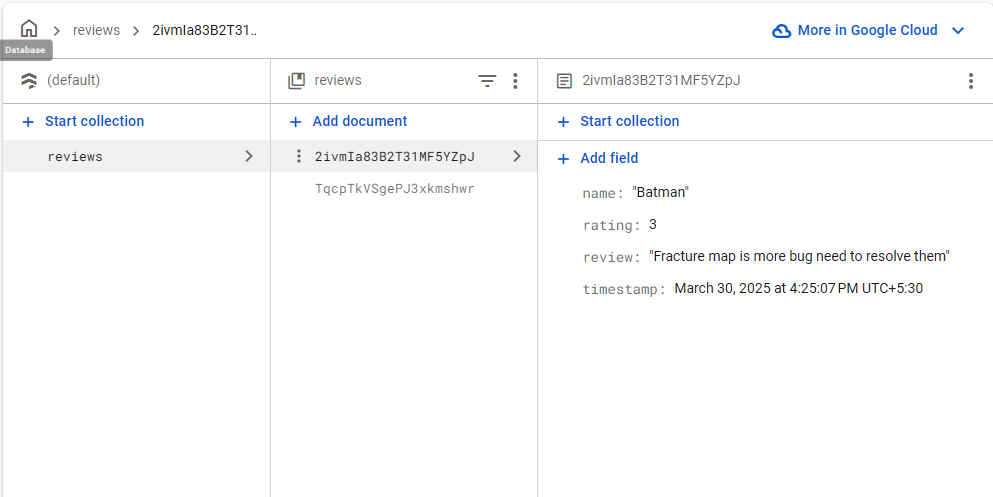 reviews
2ivmIa83B2T31..
More in Google Cloud
Database
(default)
reviews
2ivmIa83B2T31MF5YZpJ
+ Start collection
+ Add document
+ Start collection
reviews
2ivmIa83B2T31MF5YZpJ
TqcpTkVSgePJ3xkmshwr
+ Add field
name: "Batman"
rating: 3
review: "Fracture map is more bug need to resolve them"
timestamp: March 30, 2025 at 4:25:07 PM UTC+5:30